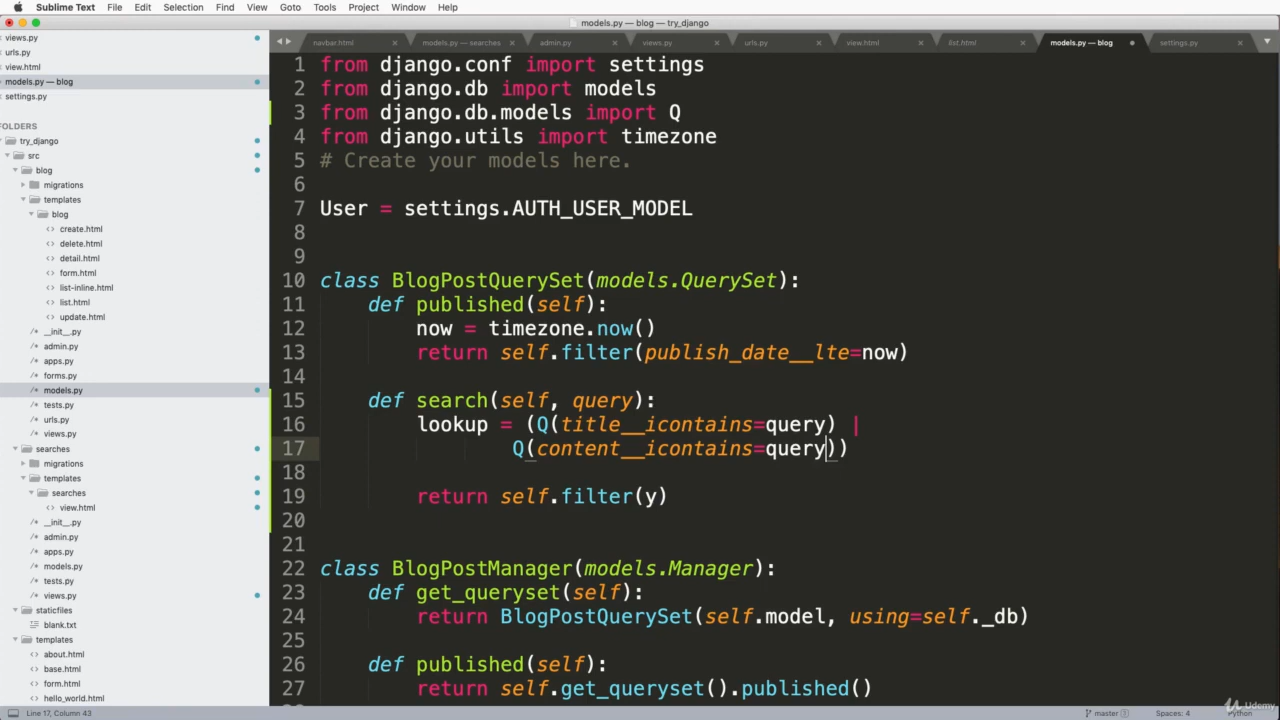 Sublime Text File Edit Selection Find View Goto Tools Project Window Help
models.py — blog — try_django
views.py
urls.py
view.html
models.py — blog
settings.py
FOLDERS
try_django
src
blog
migrations
templates
blog
create.html
delete.html
detail.html
form.html
list-inline.html
list.html
update.html
__init__.py
admin.py
apps.py
forms.py
models.py
tests.py
urls.py
views.py
searches
migrations
templates
searches
view.html
__init__.py
admin.py
apps.py
models.py
tests.py
views.py
staticfiles
blank.txt
templates
about.html
base.html
form.html
hello_world.html
navbar.html models.py — searches admin.py views.py urls.py view.html list.html models.py — blog settings.py
1 from django.conf import settings
2 from django.db import models
3 from django.db.models import Q
4 from django.utils import timezone
5 # Create your models here.
6
7 User = settings.AUTH_USER_MODEL
8
9
10 class BlogPostQuerySet(models.QuerySet):
11 def published(self):
12 now = timezone.now()
13 return self.filter(publish_date__lte=now)
14
15 def search(self, query):
16 lookup = (Q(title__icontains=query) |
17 Q(content__icontains=query))
18
19 return self.filter(y)
20
21
22 class BlogPostManager(models.Manager):
23 def get_queryset(self):
24 return BlogPostQuerySet(self.model, using=self._db)
25
26 def published(self):
27 return self.get_queryset().published()
Line 17, Column 43 master Spaces: 4 Python
Udemy